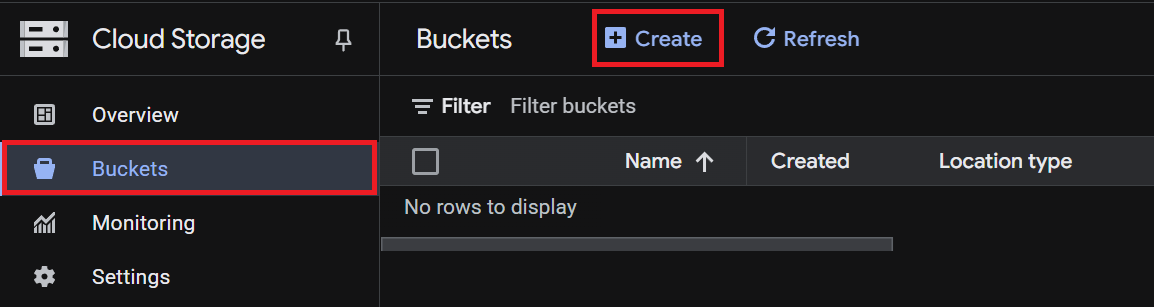 Cloud Storage
Buckets
Create
Refresh
Overview
Buckets
Monitoring
Settings
Filter Filter buckets
Name Created Location type
No rows to display